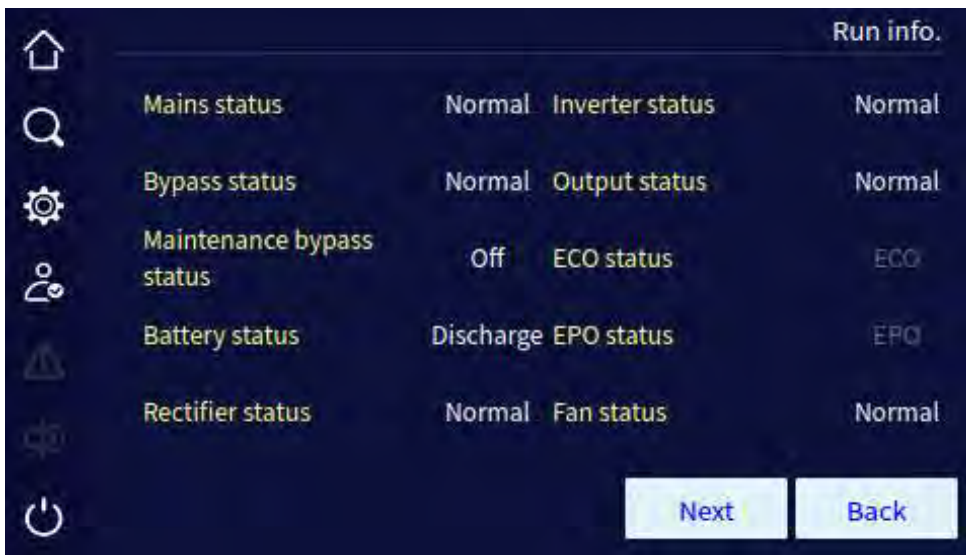 Run info.
Mains status Normal Inverter status Normal
Bypass status Normal Output status Normal
Maintenance bypass
status Off ECO status ECO
Battery status Discharge EPO status EPO
Rectifier status Normal Fan status Normal
Next Back